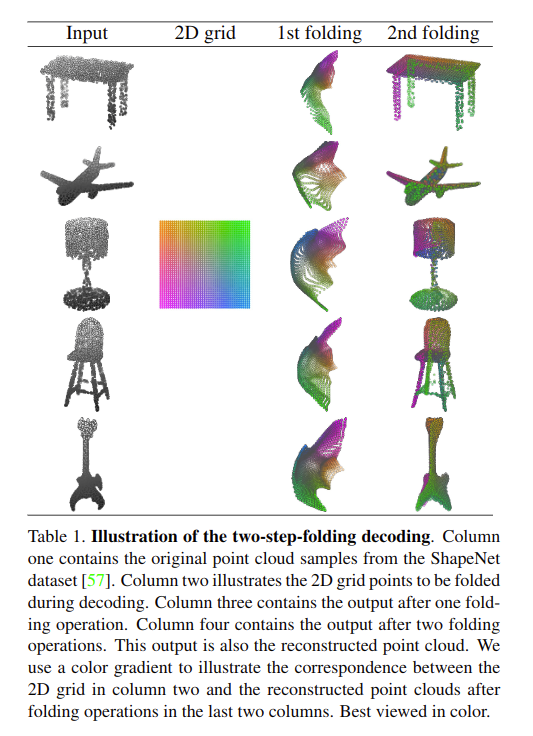 Input 2D grid 1st folding 2nd folding
Table 1. Illustration of the two-step-folding decoding. Column
one contains the original point cloud samples from the ShapeNet
dataset [57]. Column two illustrates the 2D grid points to be folded
during decoding. Column three contains the output after one fold-
ing operation. Column four contains the output after two folding
operations. This output is also the reconstructed point cloud. We
use a color gradient to illustrate the correspondence between the
2D grid in column two and the reconstructed point clouds after
folding operations in the last two columns. Best viewed in color.